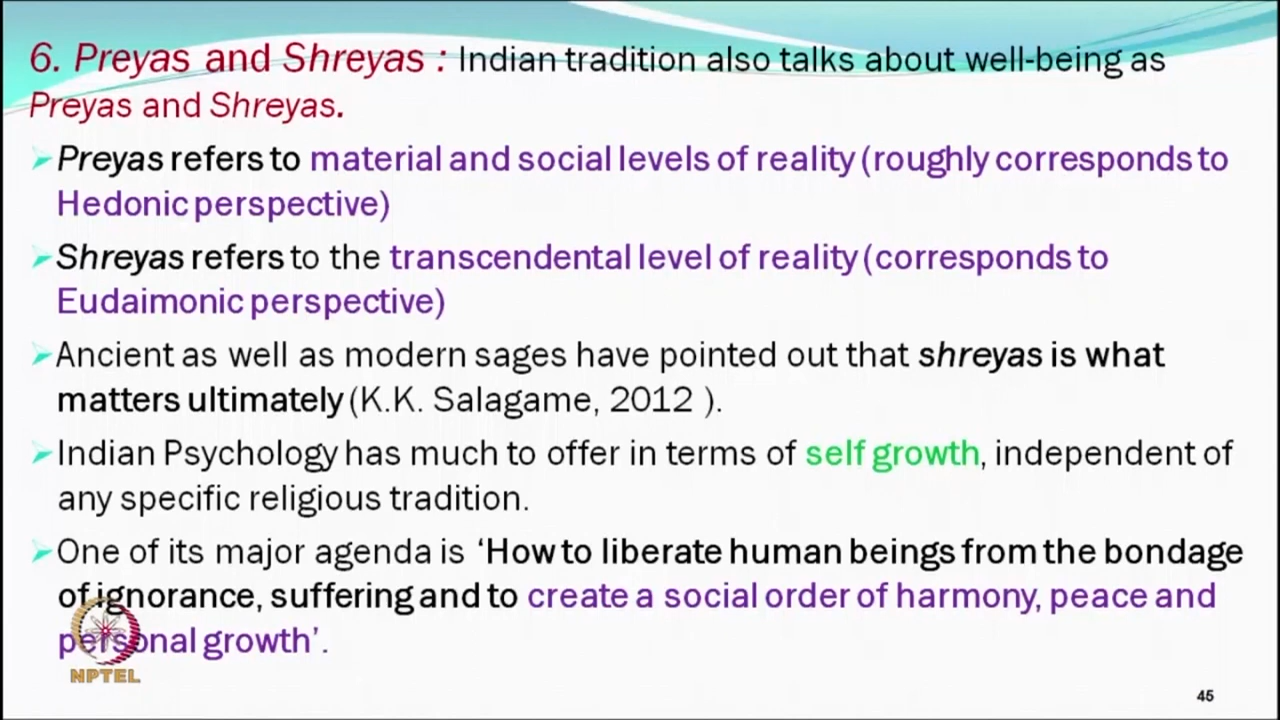 6. Preyas and Shreyas : Indian tradition also talks about well-being as
Preyas and Shreyas.
Preyas refers to material and social levels of reality (roughly corresponds to
Hedonic perspective)
Shreyas refers to the transcendental level of reality (corresponds to
Eudaimonic perspective)
Ancient as well as modern sages have pointed out that shreyas is what
matters ultimately (K.K. Salagame, 2012 ).
Indian Psychology has much to offer in terms of self growth, independent of
any specific religious tradition.
One of its major agenda is ‘How to liberate human beings from the bondage
of ignorance, suffering and to create a social order of harmony, peace and
personal growth’.
NPTEL
45